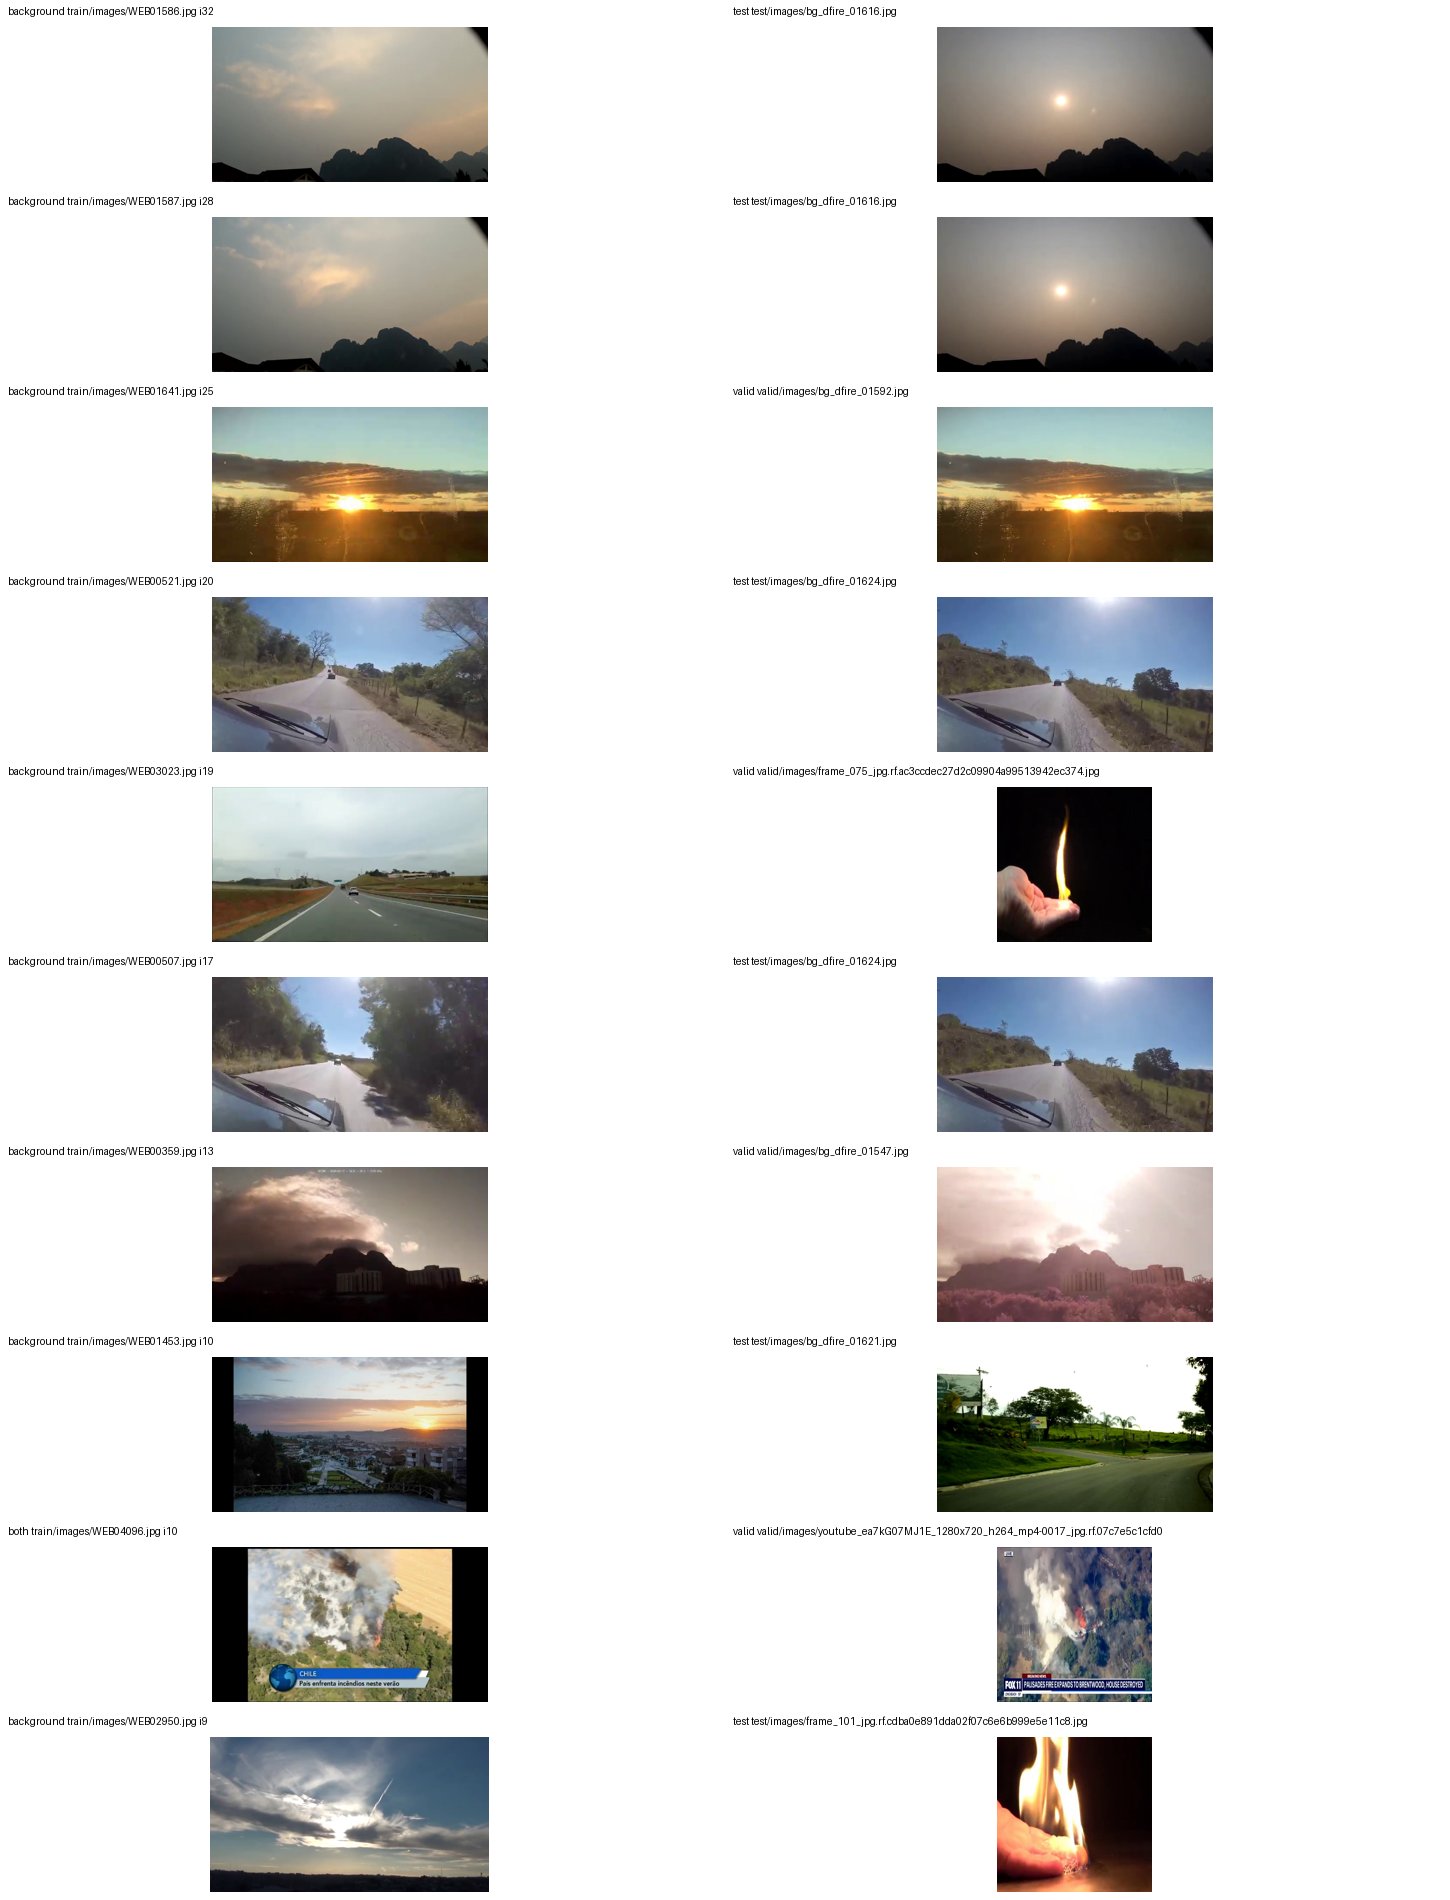 background train/images/WEB01586.jpg i32
test test/images/bg_dfire_01616.jpg
background train/images/WEB01587.jpg i28
test test/images/bg_dfire_01616.jpg
background train/images/WEB01641.jpg i25
valid valid/images/bg_dfire_01592.jpg
background train/images/WEB00521.jpg i20
test test/images/bg_dfire_01624.jpg
background train/images/WEB03023.jpg i19
valid valid/images/frame_075_jpg.rf.ac3ccdec27d2c09904a99513942ec374.jpg
background train/images/WEB00507.jpg i17
test test/images/bg_dfire_01624.jpg
background train/images/WEB00359.jpg i13
valid valid/images/bg_dfire_01547.jpg
background train/images/WEB01453.jpg i10
test test/images/bg_dfire_01621.jpg
both train/images/WEB04096.jpg i10
valid valid/images/youtube_ea7kG07MJ1E_1280x720_h264_mp4-0017_jpg.rf.07c7e5c1cfd0
CHILE
País enfrenta incêndios neste verão
LIVE
BREAKING NEWS
FOX 11
PALISADES FIRE EXPANDS TO BRENTWOOD, HOUSE DESTROYED
background train/images/WEB02950.jpg i9
test test/images/frame_101_jpg.rf.cdba0e891dda02f07c6e6b999e5e11c8.jpg